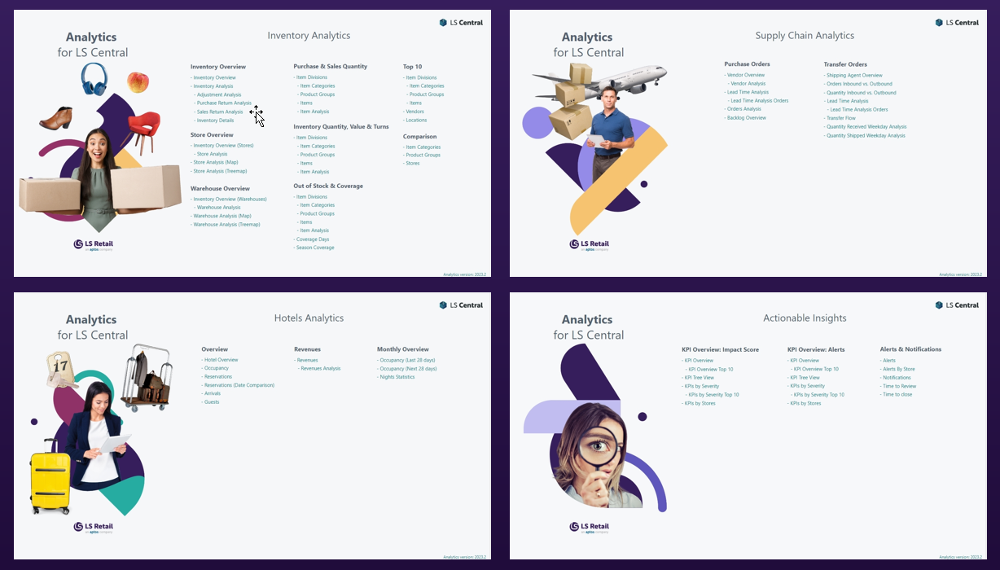 LS Central
Analytics
for LS Central
Inventory Analytics
Inventory Overview
- Inventory Overview
- Inventory Analysis
- Adjustment Analysis
- Purchase Return Analysis
- Sales Return Analysis
- Inventory Details
Store Overview
- Inventory Overview (Stores)
- Store Analysis
- Store Analysis (Map)
- Store Analysis (Treemap)
Warehouse Overview
- Inventory Overview (Warehouses)
- Warehouse Analysis
- Warehouse Analysis (Map)
- Warehouse Analysis (Treemap)
Purchase & Sales Quantity
- Item Divisions
- Item Categories
- Product Groups
- Items
- Item Analysis
Inventory Quantity, Value & Turns
- Item Divisions
- Item Categories
- Product Groups
- Items
- Item Analysis
Out of Stock & Coverage
- Item Divisions
- Item Categories
- Product Groups
- Items
- Item Analysis
- Coverage Days
- Season Coverage
Top 10
- Item Divisions
- Item Categories
- Product Groups
- Items
- Vendors
- Locations
Comparison
- Item Categories
- Product Groups
- Stores
LS Retail
an aptos company
Analytics version: 2023.2
LS Central
Analytics
for LS Central
Supply Chain Analytics
Purchase Orders
- Vendor Overview
- Vendor Analysis
- Lead Time Analysis
- Lead Time Analysis Orders
- Orders Analysis
- Backlog Overview
Transfer Orders
- Shipping Agent Overview
- Orders Inbound vs. Outbound
- Quantity Inbound vs. Outbound
- Lead Time Analysis
- Lead Time Analysis Orders
- Transfer Flow
- Quantity Received Weekday Analysis
- Quantity Shipped Weekday Analysis
LS Retail
an aptos company
Analytics version: 2023.2
LS Central
Analytics
for LS Central
Hotels Analytics
Overview
- Hotel Overview
- Occupancy
- Reservations
- Reservations (Date Comparison)
- Arrivals
- Guests
Revenues
- Revenues
- Revenues Analysis
Monthly Overview
- Occupancy (Last 28 days)
- Occupancy (Next 28 days)
- Nights Statistics
17
LS Retail
an aptos company
Analytics version: 2023.2
LS Central
Analytics
for LS Central
Actionable Insights
KPI Overview: Impact Score
- KPI Overview
- KPI Overview Top 10
- KPI Tree View
- KPIs by Severity
- KPIs by Severity Top 10
- KPIs by Stores
KPI Overview: Alerts
- KPI Overview
- KPI Overview Top 10
- KPI Tree View
- KPIs by Severity
- KPIs by Severity Top 10
- KPIs by Stores
Alerts & Notifications
- Alerts
- Alerts By Store
- Notifications
- Time to Review
- Time to close
LS Retail
an aptos company
Analytics version: 2023.2